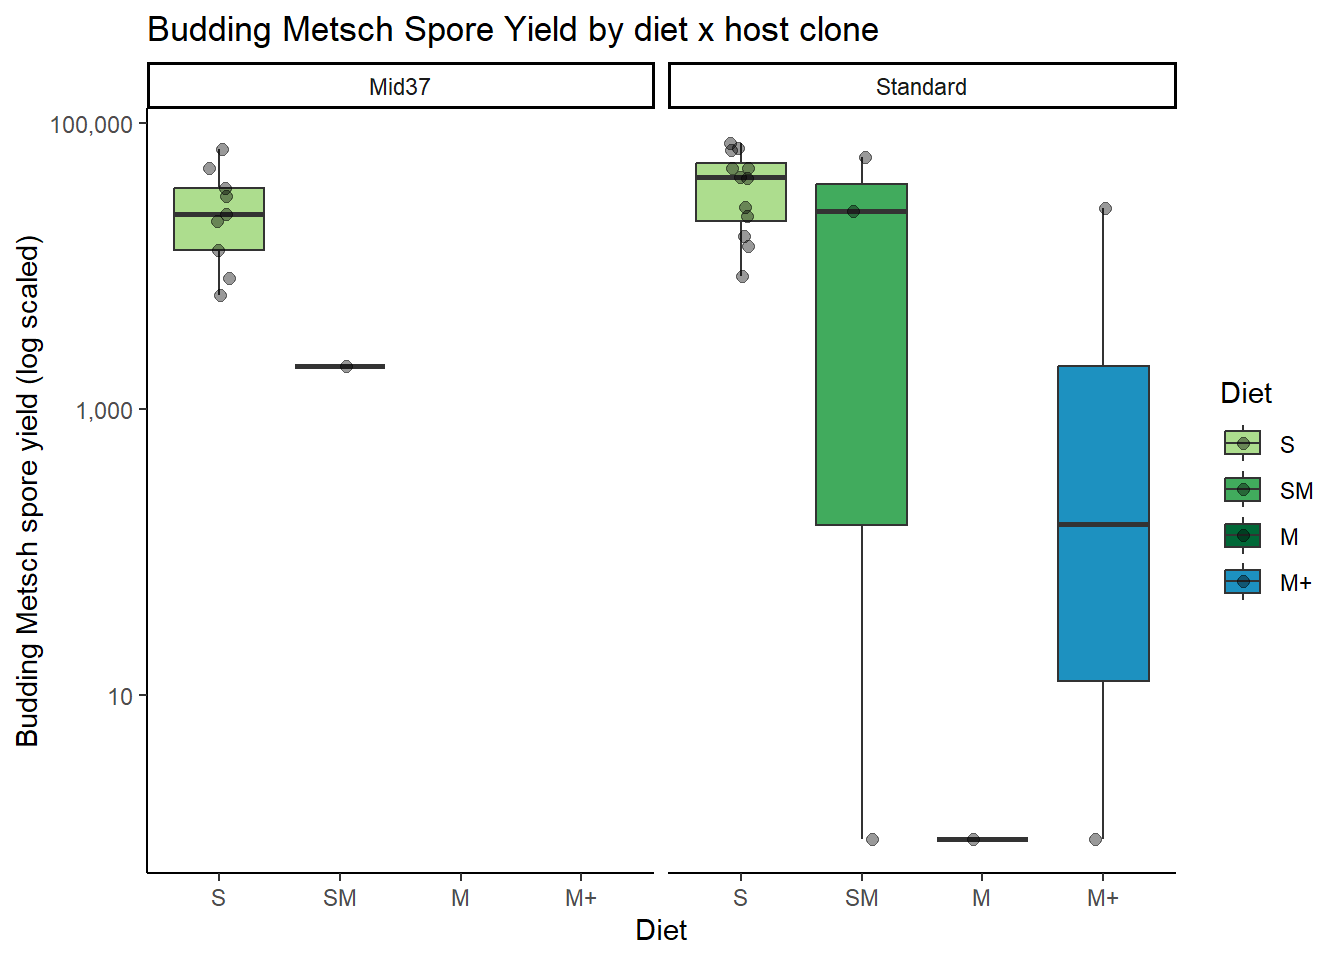 Budding Metsch Spore Yield by diet x host clone
Mid37
Standard
100,000
1,000
10
Budding Metsch spore yield (log scaled)
S
SM
M
M+
S
SM
M
M+
Diet
Diet
S
SM
M
M+